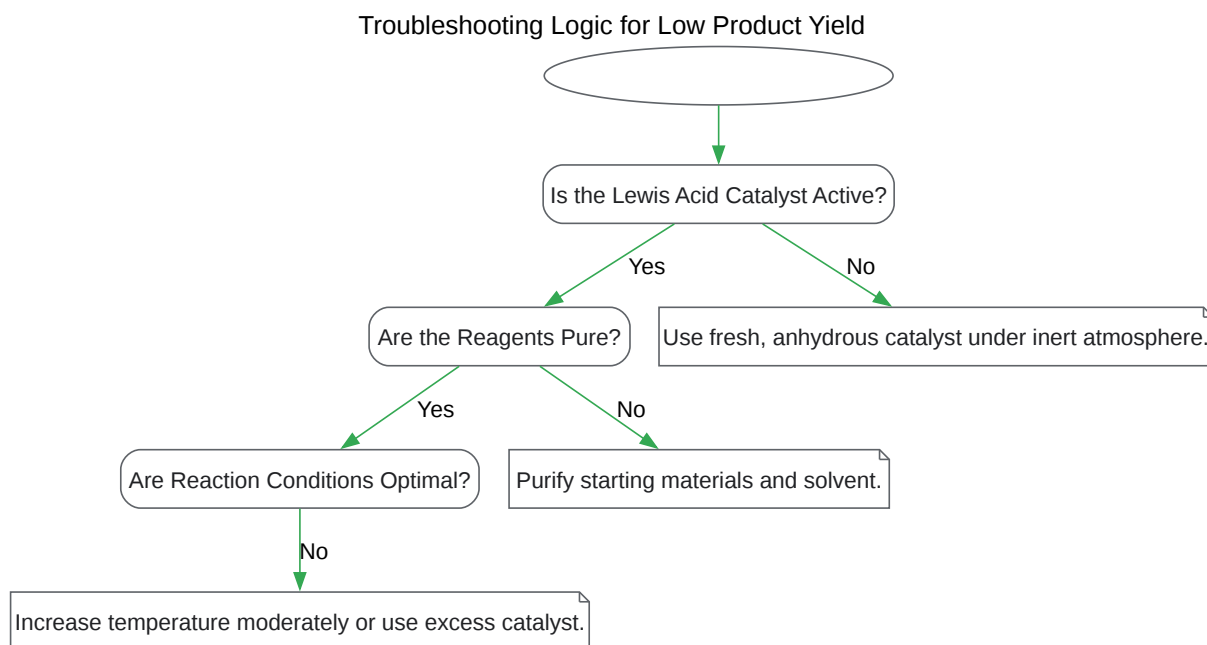 Troubleshooting Logic for Low Product Yield
Is the Lewis Acid Catalyst Active?
Yes
No
Are the Reagents Pure?
Use fresh, anhydrous catalyst under inert atmosphere.
Yes
No
Are Reaction Conditions Optimal?
Purify starting materials and solvent.
No
Increase temperature moderately or use excess catalyst.